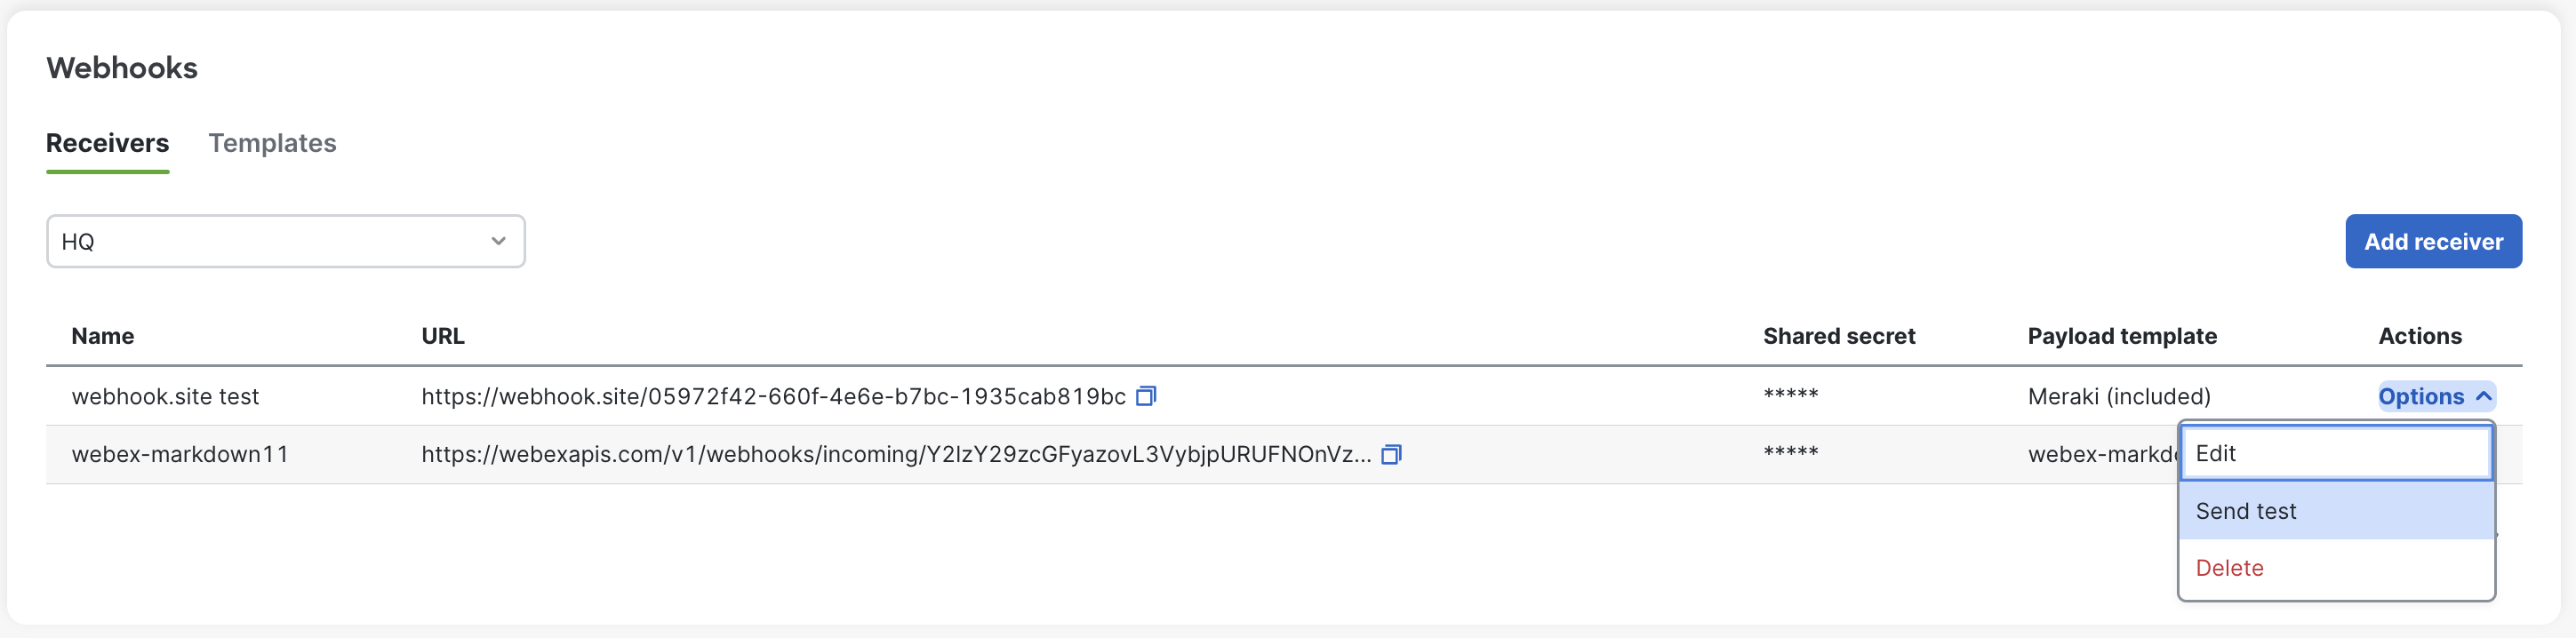 Webhooks
Receivers Templates
HQ
Add receiver
Name URL Shared secret Payload template Actions
webhook.site test https://webhook.site/05972f42-660f-4e6e-b7bc-1935cab819bc ***** Meraki (included) Options
webex-markdown11 https://webexapis.com/v1/webhooks/incoming/Y2lzY29zcGFyazovL3VybjpURUFNOnVz... ***** webex-markdo
Edit
Send test
Delete